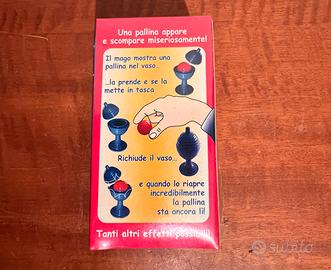 Una pallina appare
e scompare miseriosamente!
Il mago mostra una
pallina nel vaso...
...la prende e se la
mette in tasca
Richiude il vaso...
e quando lo riapre
incredibilmente
la pallina
sta ancora lì!
Tanti altri effetti possibili!
subito